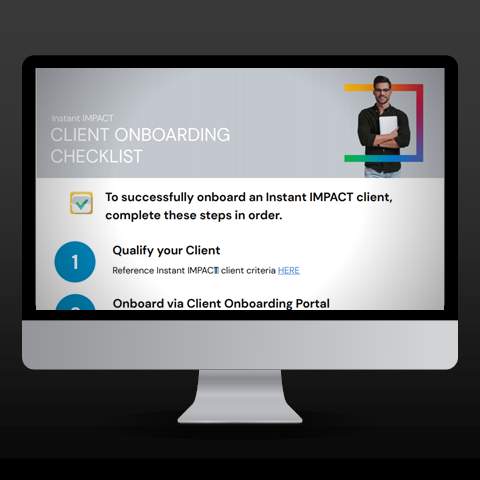 Instant IMPACT
CLIENT ONBOARDING
CHECKLIST
To successfully onboard an Instant IMPACT client,
complete these steps in order.
1
Qualify your Client
Reference Instant IMPACT client criteria HERE
Onboard via Client Onboarding Portal